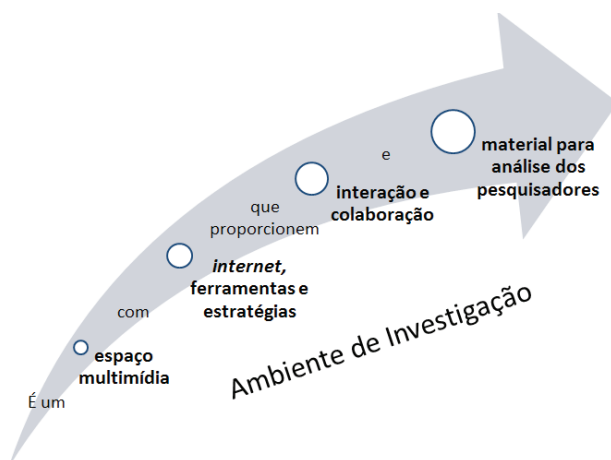 É um
espaço
multimídia
com
internet,
ferramentas e
estratégias
que
proporcionem
interação e
colaboração
e
material para
análise dos
pesquisadores
Ambiente de Investigação